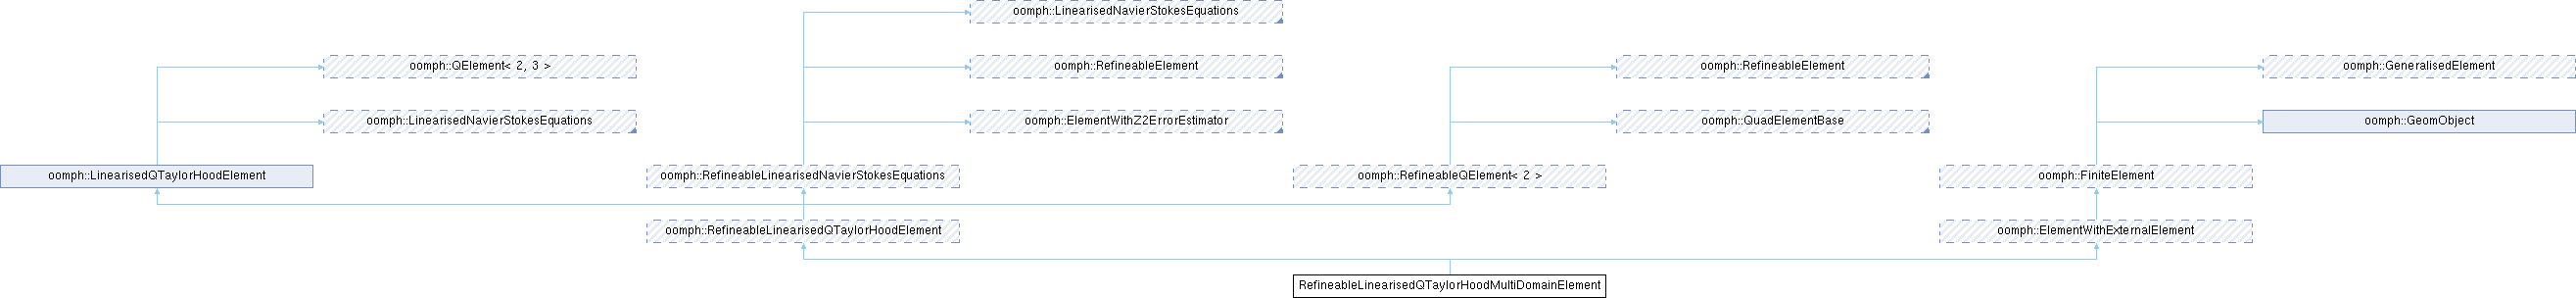 oomph::LinearisedNavierStokesEquations
oomph::QElement< 2, 3 >
oomph::RefineableElement
oomph::RefineableElement
oomph::GeneralisedElement
oomph::LinearisedNavierStokesEquations
oomph::ElementWithZ2ErrorEstimator
oomph::QuadElementBase
oomph::GeomObject
oomph::LinearisedQTaylorHoodElement
oomph::RefineableLinearisedNavierStokesEquations
oomph::RefineableQElement< 2 >
oomph::FiniteElement
oomph::RefineableLinearisedQTaylorHoodElement
oomph::ElementWithExternalElement
RefineableLinearisedQTaylorHoodMultiDomainElement